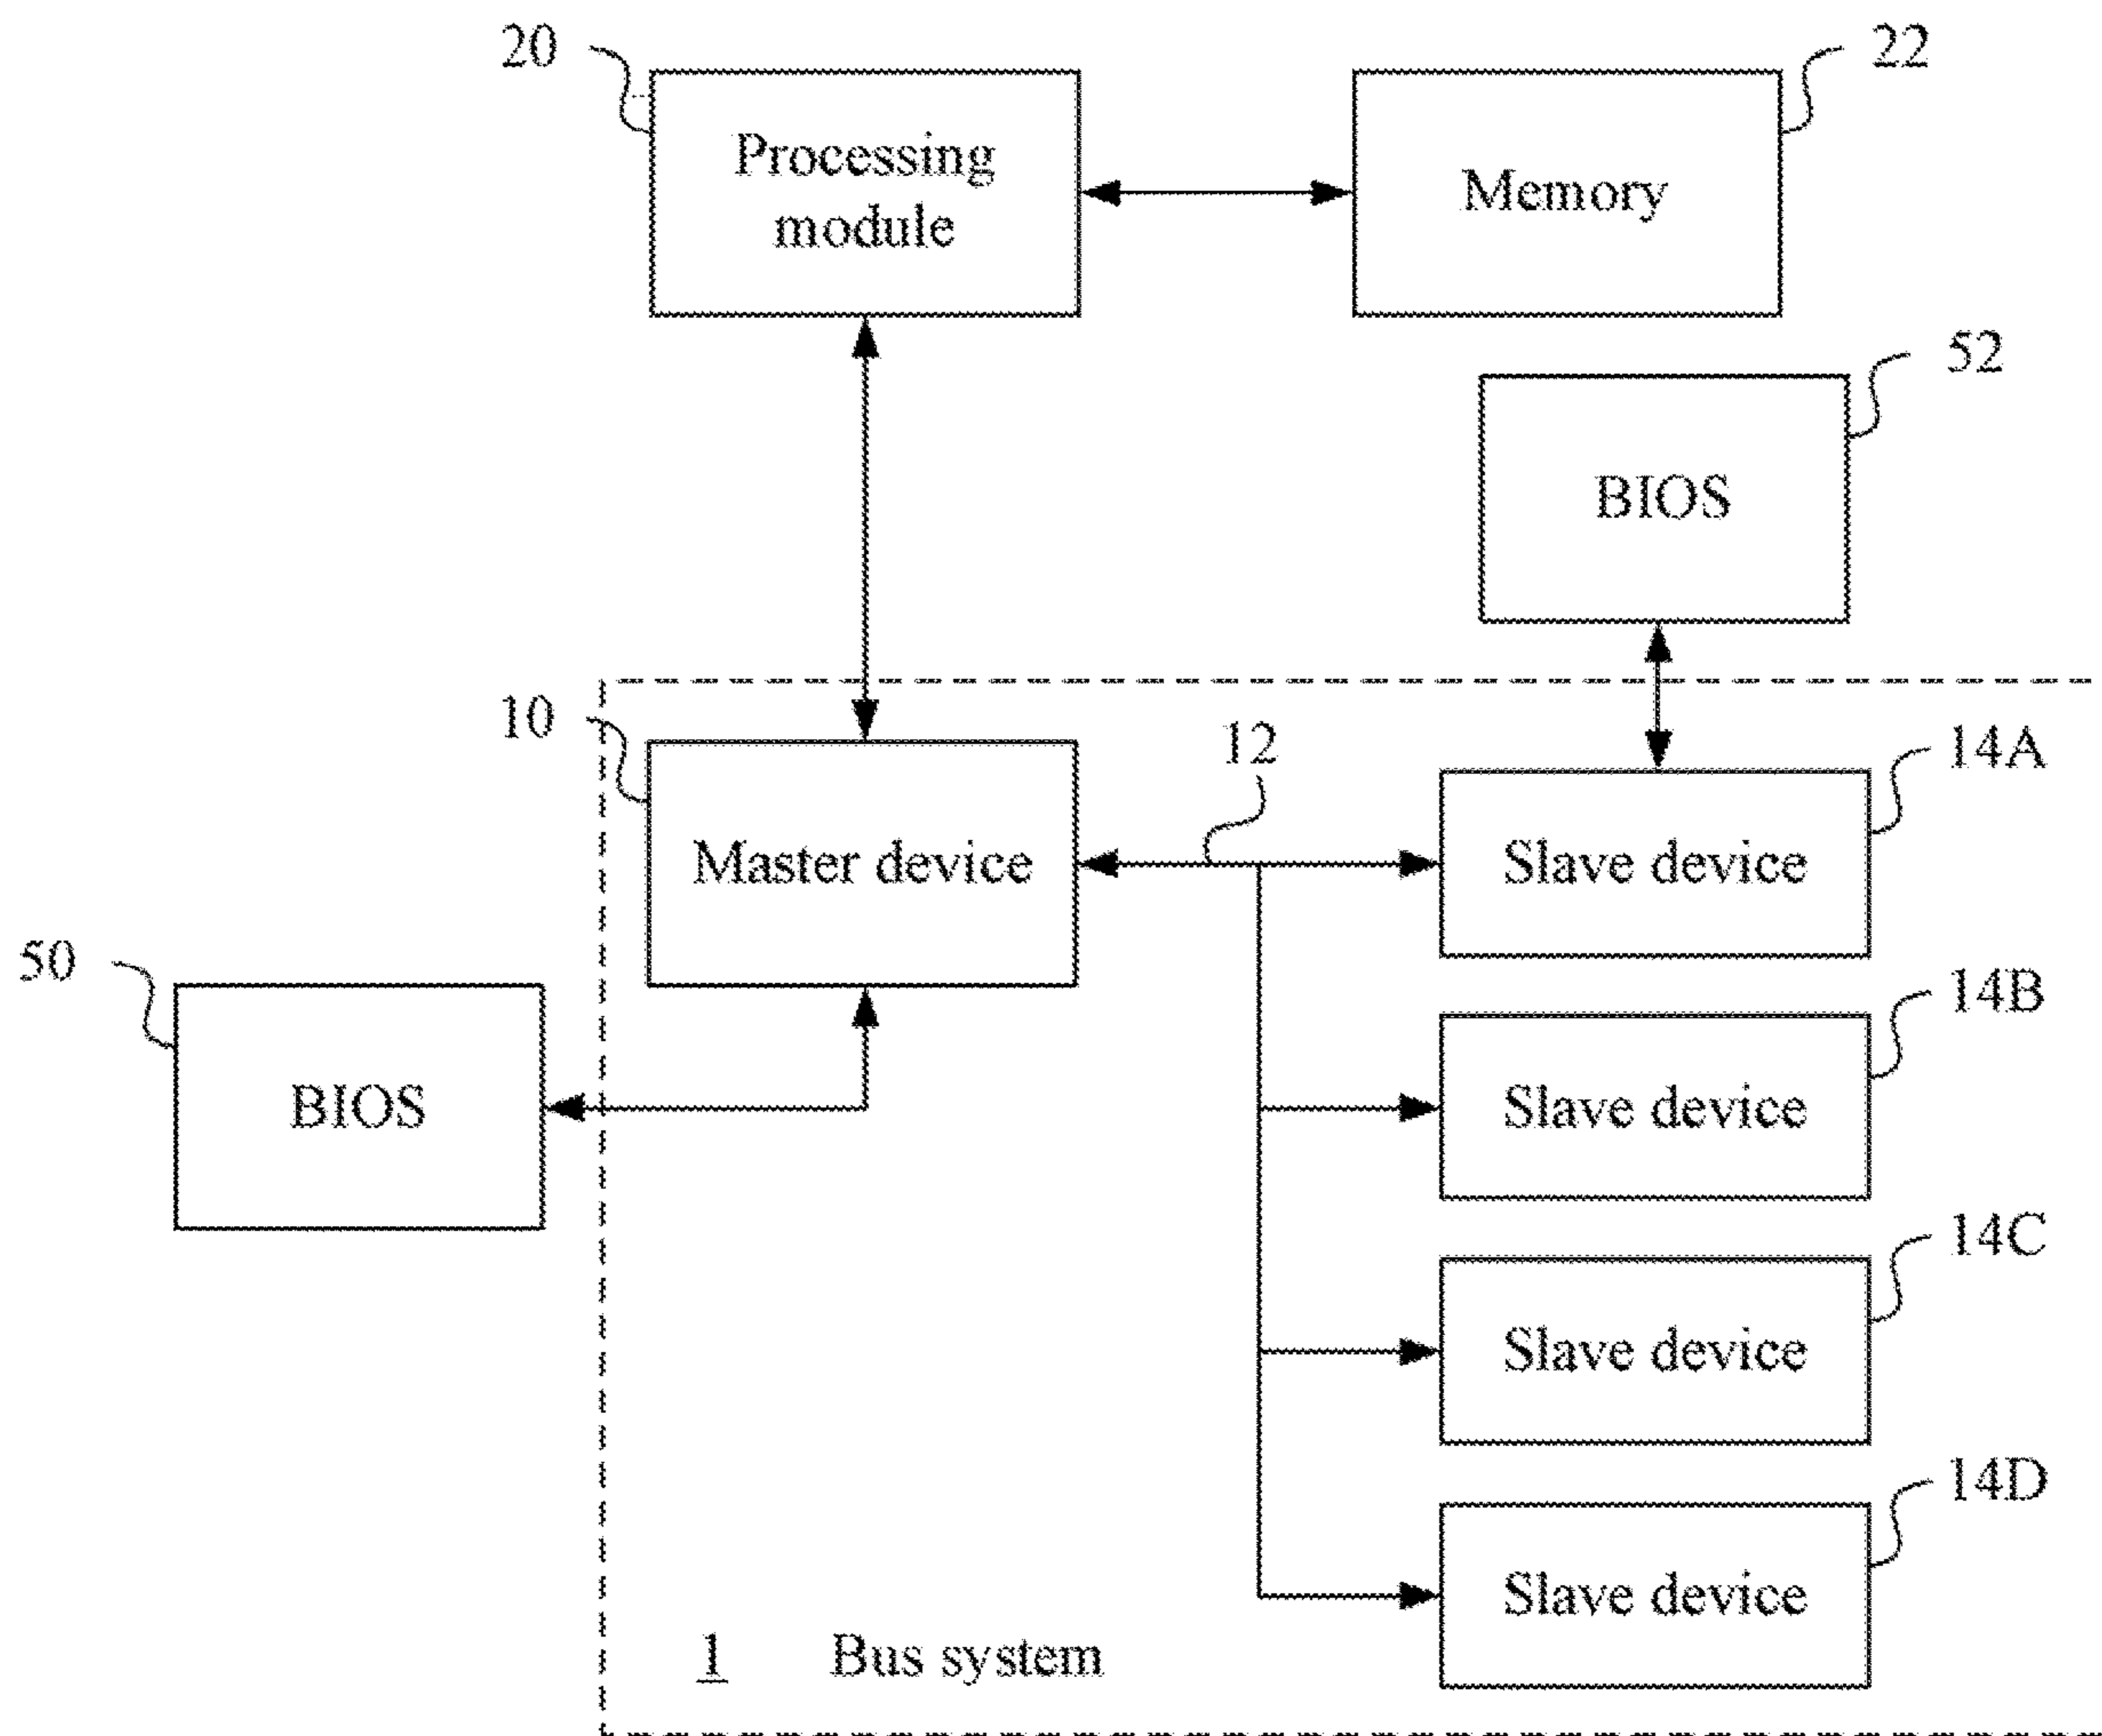 20
22
Processing
module
Memory
52
BIOS
10
12
14A
Master device
Slave device
50
14B
BIOS
Slave device
14C
Slave device
14D
Slave device
1 Bus system